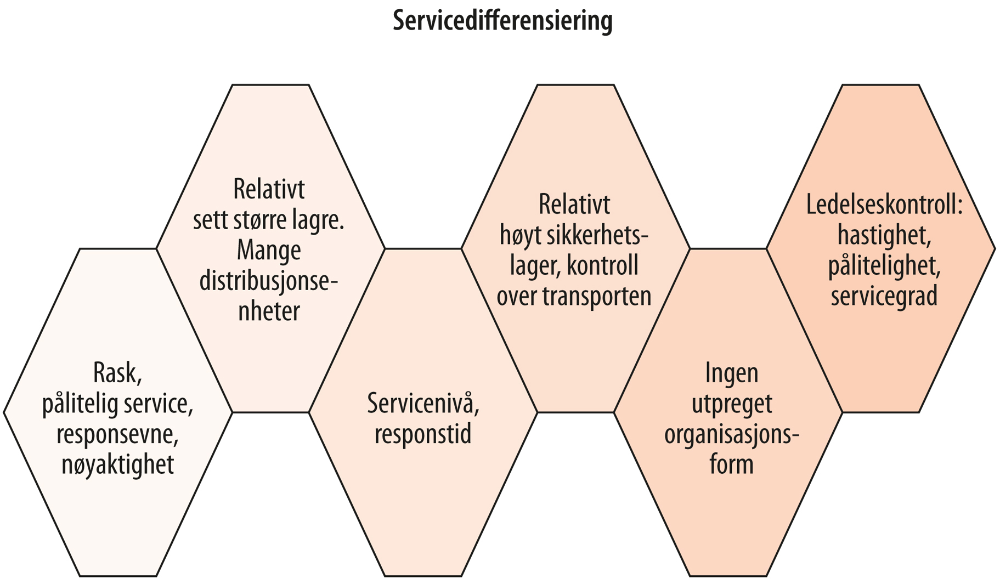 Servicedifferensiering
Rask,
pålitelig service,
responsevne,
nøyaktighet
Relativt
sett større lagre.
Mange
distribusjonse-
nheter
Servicenivå,
responstid
Relativt
høyt sikkerhets-
lager, kontroll
over transporten
Ingen
utpreget
organisasjons-
form
Ledelseskontroll:
hastighet,
pålitelighet,
servicegrad